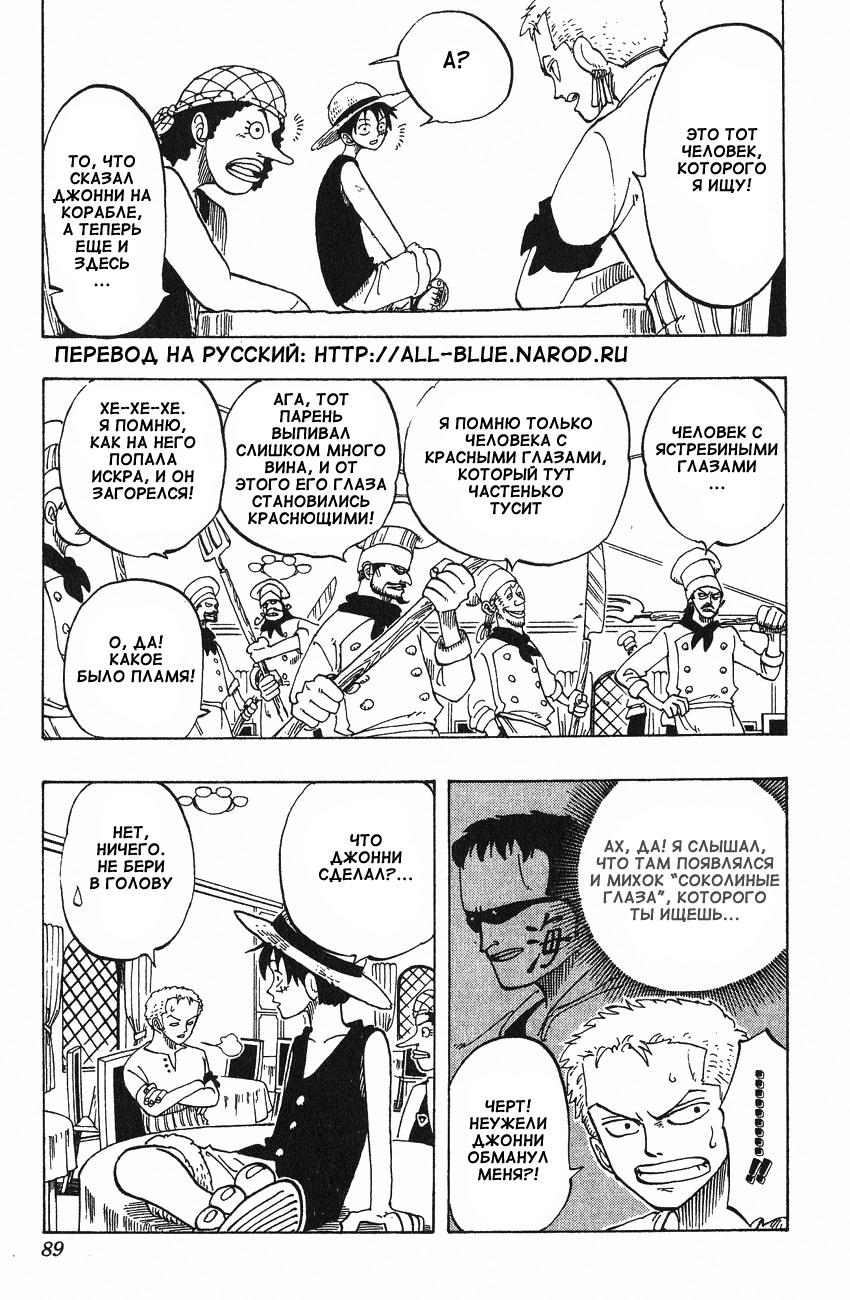 ЭТО ТОТ
ЧЕЛОВЕК,
КОТОРОГО
Я ИЩУ!
А?
ТО, ЧТО
СКАЗАЛ
ДЖОННИ НА
КОРАБЛЕ,
А ТЕПЕРЬ
ЕЩЕ И
ЗДЕСЬ
...
ПЕРЕВОД НА РУССКИЙ: HTTP://ALL-BLUE.NAROD.RU
ЧЕЛОВЕК С
ЯСТРЕБИНЫМИ
ГЛАЗАМИ
...
Я ПОМНЮ ТОЛЬКО
ЧЕЛОВЕКА С
КРАСНЫМИ ГЛАЗАМИ,
КОТОРЫЙ ТУТ
ЧАСТЕНЬКО
ТУСИТ
АГА, ТОТ
ПАРЕНЬ
ВЫПИВАЛ
СЛИШКОМ МНОГО
ВИНА, И ОТ
ЭТОГО ЕГО ГЛАЗА
СТАНОВИЛИСЬ
КРАСНЮЩИМИ!
ХЕ-ХЕ-ХЕ.
Я ПОМНЮ,
КАК НА НЕГО
ПОПАЛА
ИСКРА, И ОН
ЗАГОРЕЛСЯ!
О, ДА!
КАКОЕ
БЫЛО ПЛАМЯ!
АХ, ДА! Я СЛЫШАЛ,
ЧТО ТАМ ПОЯВЛЯЛСЯ
И МИХОК "СОКОЛИНЫЕ
ГЛАЗА", КОТОРОГО
ТЫ ИЩЕШЬ...
海
.........!!
ЧЕРТ!
НЕУЖЕЛИ
ДЖОННИ
ОБМАНУЛ
МЕНЯ?!
ЧТО
ДЖОННИ
СДЕЛАЛ?...
НЕТ,
НИЧЕГО.
НЕ БЕРИ
В ГОЛОВУ
89